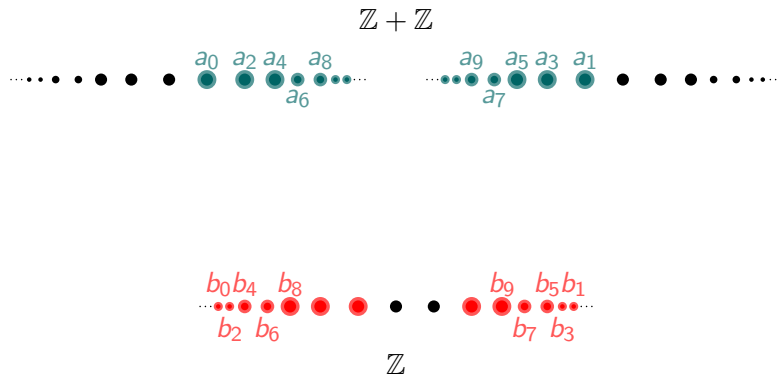 ℤ + ℤ
a₀ a₂ a₄ a₈ a₉ a₅ a₃ a₁
a₆ a₇
b₀ b₄ b₈ b₉ b₅ b₁
b₂ b₆ b₇ b₃
ℤ